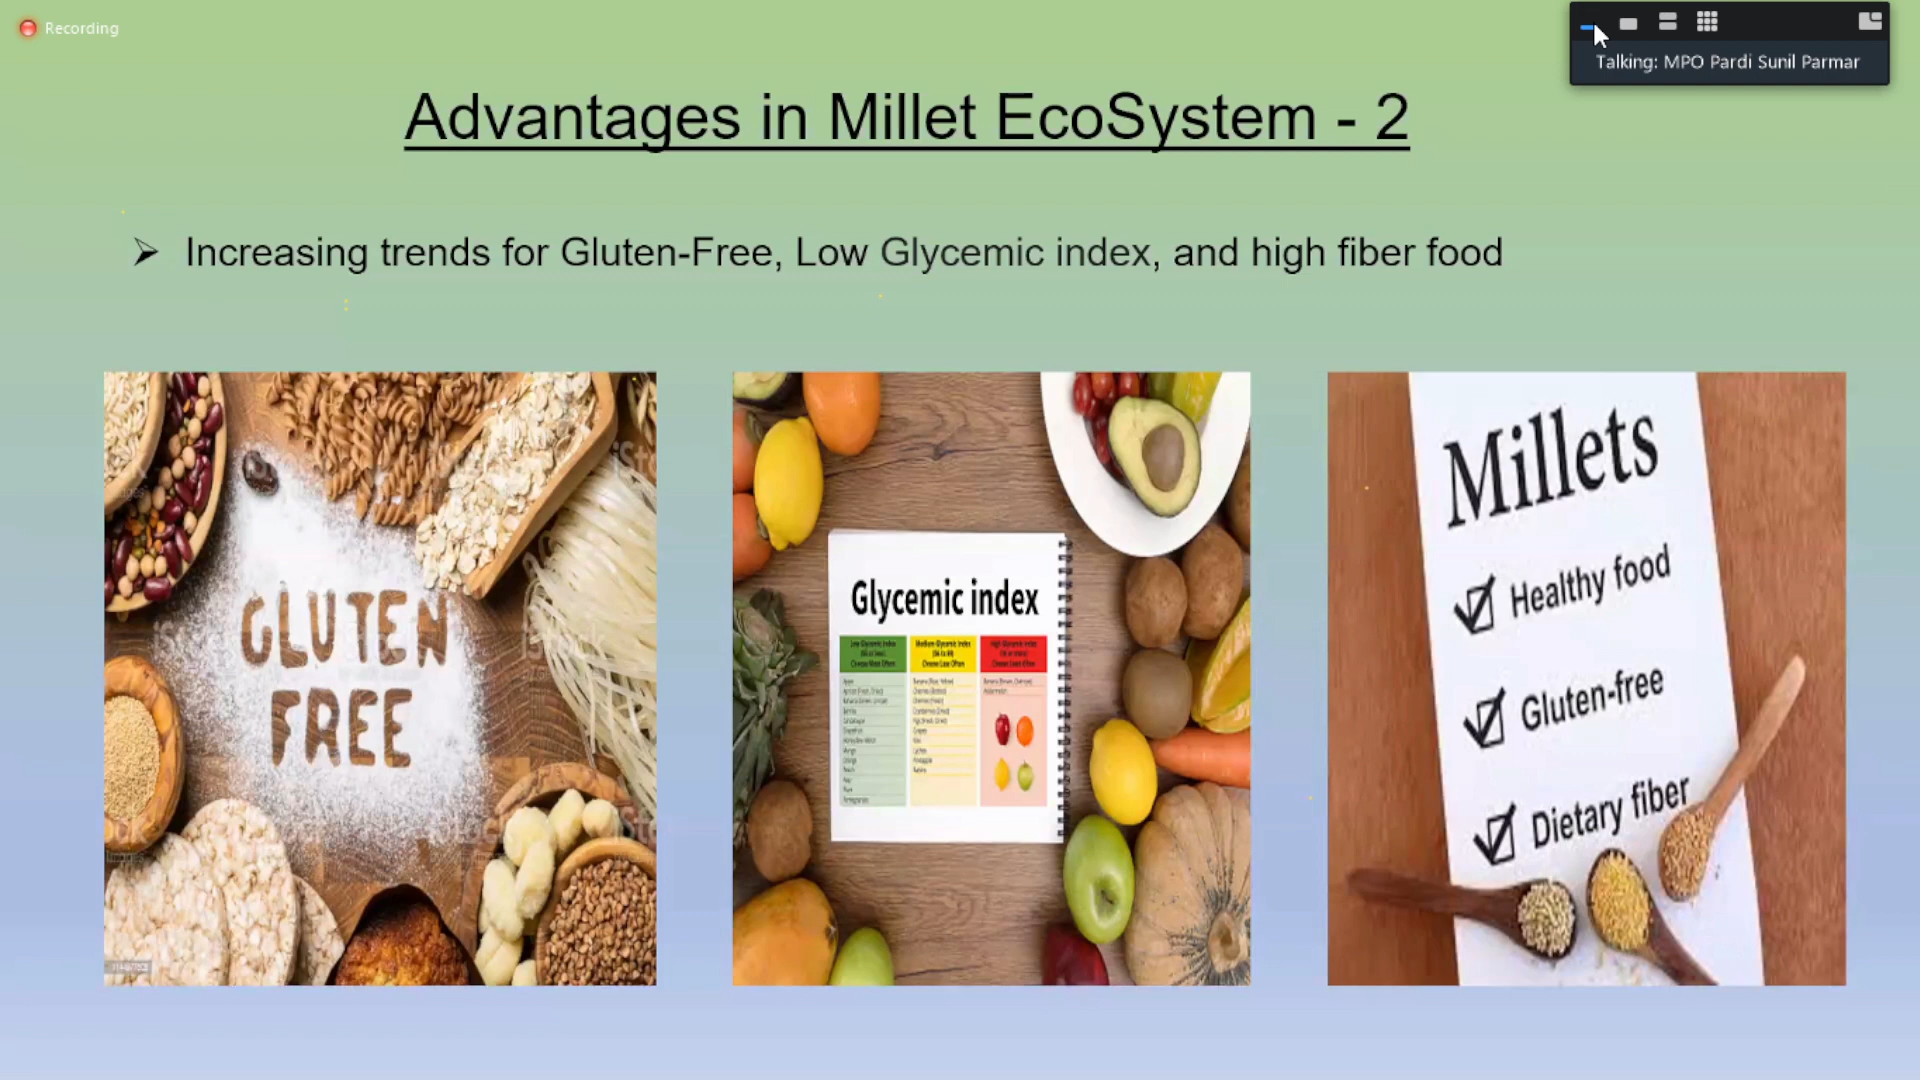 Recording
Talking: MPO Pardi Sunil Parmar
Advantages in Millet EcoSystem - 2
➢ Increasing trends for Gluten-Free, Low Glycemic index, and high fiber food
GLUTEN
FREE
Glycemic index
Millets
Healthy food
Gluten-free
Dietary fiber